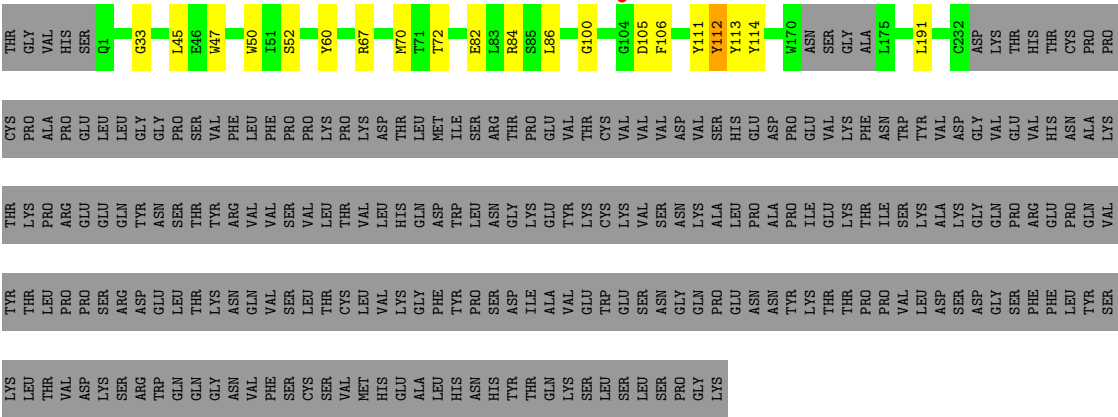 THR GLY VAL HIS SER Q1 G33 L45 E46 W47 W50 I51 S52 Y60 R67 M70 T71 T72 E82 L83 R84 S85 L86 G100 G104 D105 F106 Y111 Y112 Y113 Y114 W170 ASN SER GLY ALA L175 L191 C232 ASP LYS THR HIS THR CYS PRO PRO
CYS PRO ALA PRO GLU LEU LEU GLY GLY PRO SER VAL PHE LEU PHE PRO PRO LYS PRO LYS ASP THR LEU MET ILE SER ARG THR PRO GLU VAL THR CYS VAL VAL VAL ASP VAL SER HIS GLU ASP PRO GLU VAL LYS PHE ASN TRP TYR VAL ASP GLY VAL GLU VAL HIS ASN ALA LYS
THR LYS PRO ARG GLU GLU GLN TYR ASN SER THR TYR ARG VAL VAL SER VAL LEU THR VAL LEU HIS GLN ASP TRP LEU ASN GLY LYS GLU TYR LYS CYS LYS VAL SER ASN LYS ALA LEU PRO ALA PRO ILE GLU LYS THR ILE SER LYS ALA LYS GLY GLN PRO ARG GLU PRO GLN VAL
TYR THR LEU PRO PRO SER ARG ASP GLU LEU THR LYS ASN GLN VAL SER LEU THR CYS LEU VAL LYS GLY PHE TYR PRO SER ASP ILE ALA VAL GLU TRP GLU SER ASN GLY GLN PRO GLU ASN ASN TYR LYS THR THR PRO PRO VAL LEU ASP SER ASP GLY SER PHE PHE LEU TYR SER
LYS LEU THR VAL ASP LYS SER ARG TRP GLN GLN GLY ASN VAL PHE SER CYS SER VAL MET HIS GLU ALA LEU HIS ASN HIS TYR THR GLN LYS SER LEU SER LEU SER PRO GLY LYS